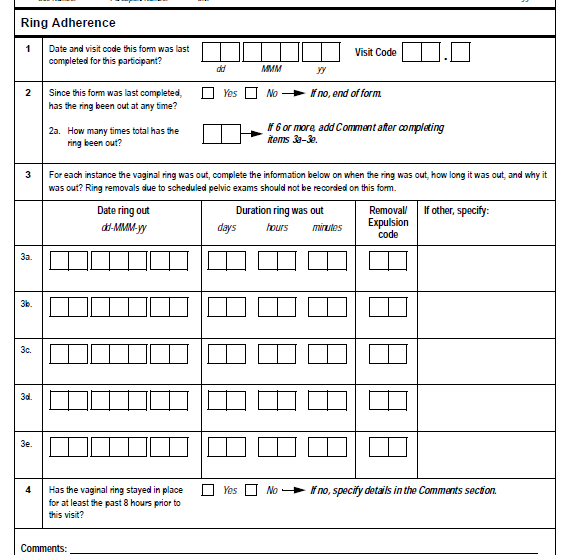 Ring Adherence
1 Date and visit code this form was last
completed for this participant?
dd MMM yy
Visit Code .
2 Since this form was last completed,
has the ring been out at any time?
Yes No If no, end of form.
2a. How many times total has the
ring been out?
If 6 or more, add Comment after completing
items 3a–3e.
3 For each instance the vaginal ring was out, complete the information below on when the ring was out, how long it was out, and why it
was out? Ring removals due to scheduled pelvic exams should not be recorded on this form.
Date ring out
dd-MMM-yy
Duration ring was out
days hours minutes
Removal/
Expulsion
code
If other, specify:
3a.
3b.
3c.
3d.
3e.
4 Has the vaginal ring stayed in place
for at least the past 8 hours prior to
this visit?
Yes No If no, specify details in the Comments section.
Comments: